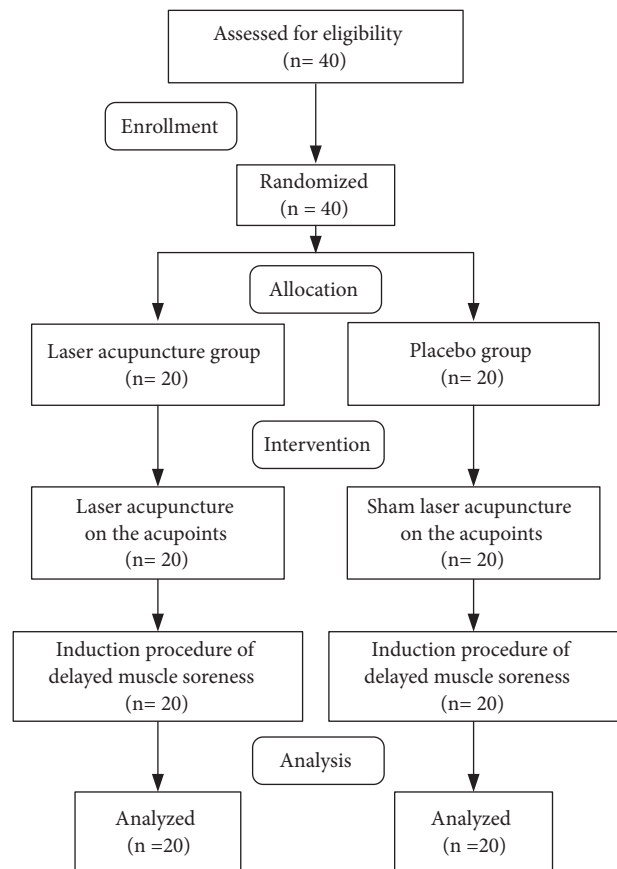 Assessed for eligibility
(n= 40)
Enrollment
Randomized
(n = 40)
Allocation
Laser acupuncture group
(n= 20)
Placebo group
(n= 20)
Intervention
Laser acupuncture
on the acupoints
(n= 20)
Sham laser acupuncture
on the acupoints
(n= 20)
Induction procedure of
delayed muscle soreness
(n= 20)
Induction procedure of
delayed muscle soreness
(n= 20)
Analysis
Analyzed
(n =20)
Analyzed
(n =20)